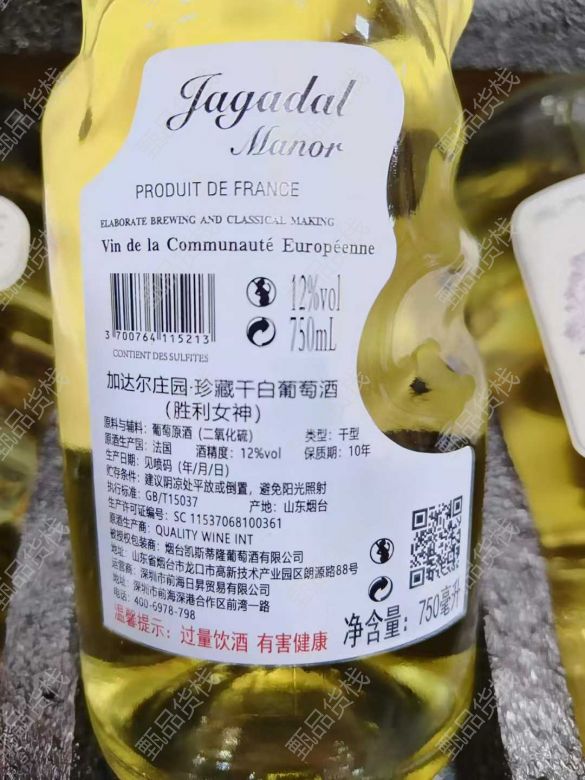 Jagadal
Manor
PRODUIT DE FRANCE
ELABORATE BREWING AND CLASSICAL MAKING
Vin de la Communauté Européenne
3 700764 115213
12%vol
750mL
CONTIENT DES SULFITES
加达尔庄园·珍藏干白葡萄酒
（胜利女神）
原料与辅料：葡萄原酒（二氧化硫） 类型：干型
原酒生产国：法国 酒精度：12%vol 保质期：10年
生产日期：见喷码（年/月/日）
贮存条件：建议阴凉处平放或倒置，避免阳光照射
执行标准：GB/T15037 产地：山东烟台
生产许可证编号：SC 11537068100361
原酒生产商：QUALITY WINE INT
被授权包装商：烟台凯斯蒂隆葡萄酒有限公司
地址：山东省烟台市龙口市高新技术产业园区朗源路88号
运营商：深圳市前海日昇贸易有限公司
地址：深圳市前海深港合作区前湾一路
电话：400-6978-798
净含量：750毫升
温馨提示：过量饮酒 有害健康
甄品货栈